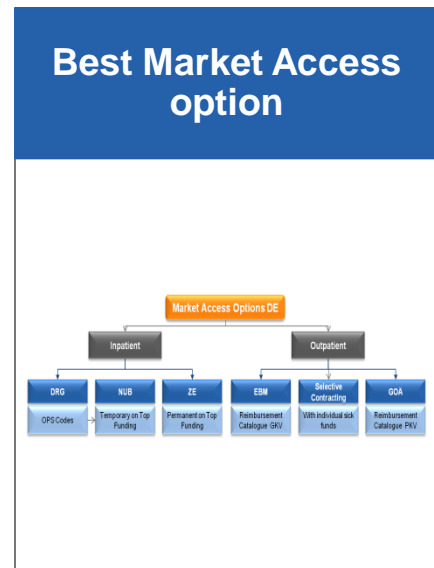 Best Market Access
option
Market Access Options DE
Inpatient
Outpatient
DRG
NUB
ZE
EBM
Selective
Contracting
GOÄ
OPS Codes
Temporary on Top
Funding
Permanent on Top
Funding
Reimbursement
Catalogue GKV
With individual sick
funds
Reimbursement
Catalogue PKV